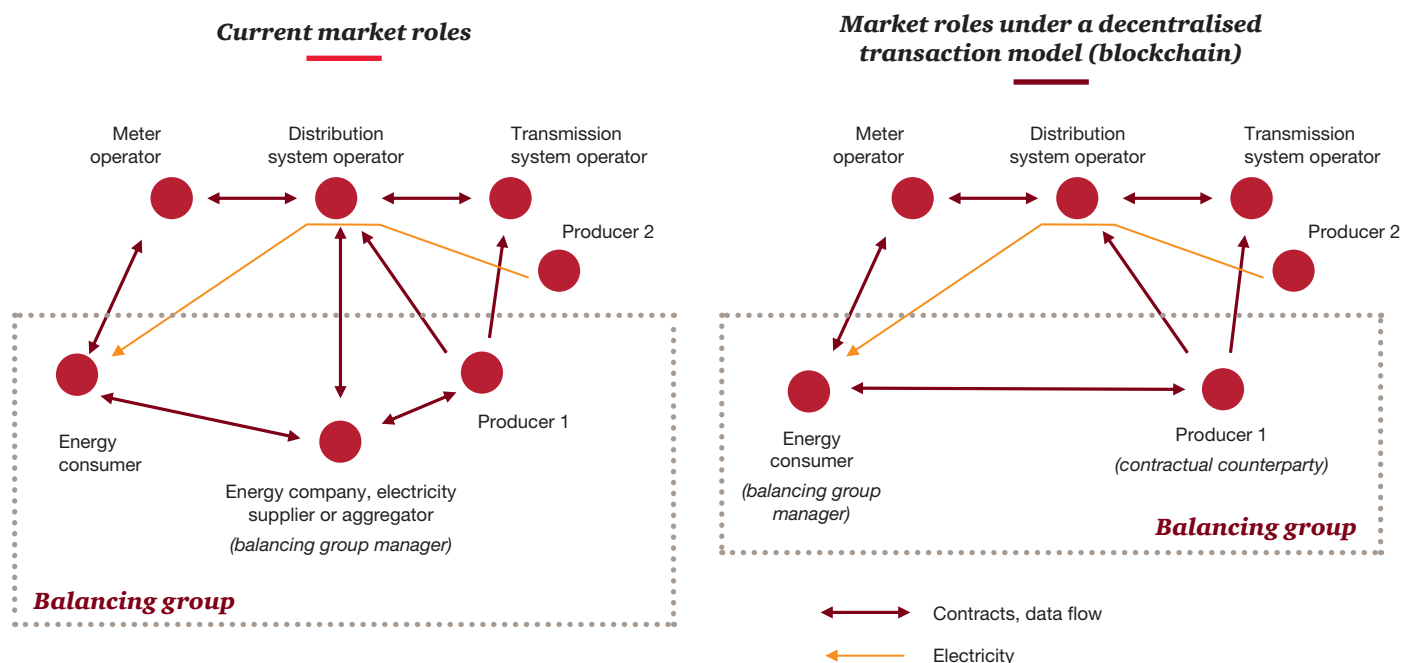 Current market roles
Meter
operator
Distribution
system operator
Transmission
system operator
Producer 2
Energy
consumer
Producer 1
Energy company, electricity
supplier or aggregator
(balancing group manager)
Balancing group
Market roles under a decentralised
transaction model (blockchain)
Meter
operator
Distribution
system operator
Transmission
system operator
Producer 2
Energy
consumer
(balancing group
manager)
Producer 1
(contractual counterparty)
Balancing group
Contracts, data flow
Electricity